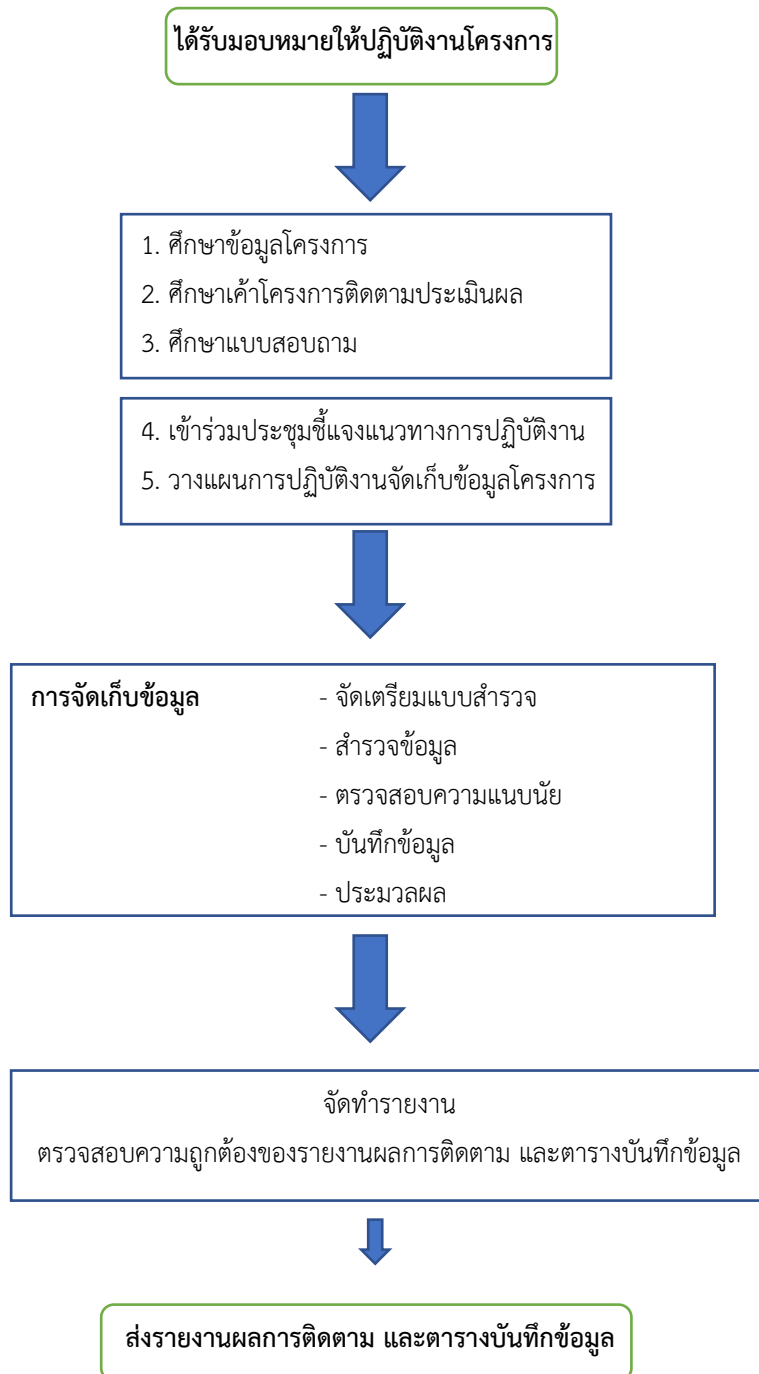 ได้รับมอบหมายให้ปฏิบัติงานโครงการ
1. ศึกษาข้อมูลโครงการ
2. ศึกษาเค้าโครงการติดตามประเมินผล
3. ศึกษาแบบสอบถาม
4. เข้าร่วมประชุมชี้แจงแนวทางการปฏิบัติงาน
5. วางแผนการปฏิบัติงานจัดเก็บข้อมูลโครงการ
การจัดเก็บข้อมูล - จัดเตรียมแบบสำรวจ
- สำรวจข้อมูล
- ตรวจสอบความแนบนัย
- บันทึกข้อมูล
- ประมวลผล
จัดทำรายงาน
ตรวจสอบความถูกต้องของรายงานผลการติดตาม และตารางบันทึกข้อมูล
ส่งรายงานผลการติดตาม และตารางบันทึกข้อมูล